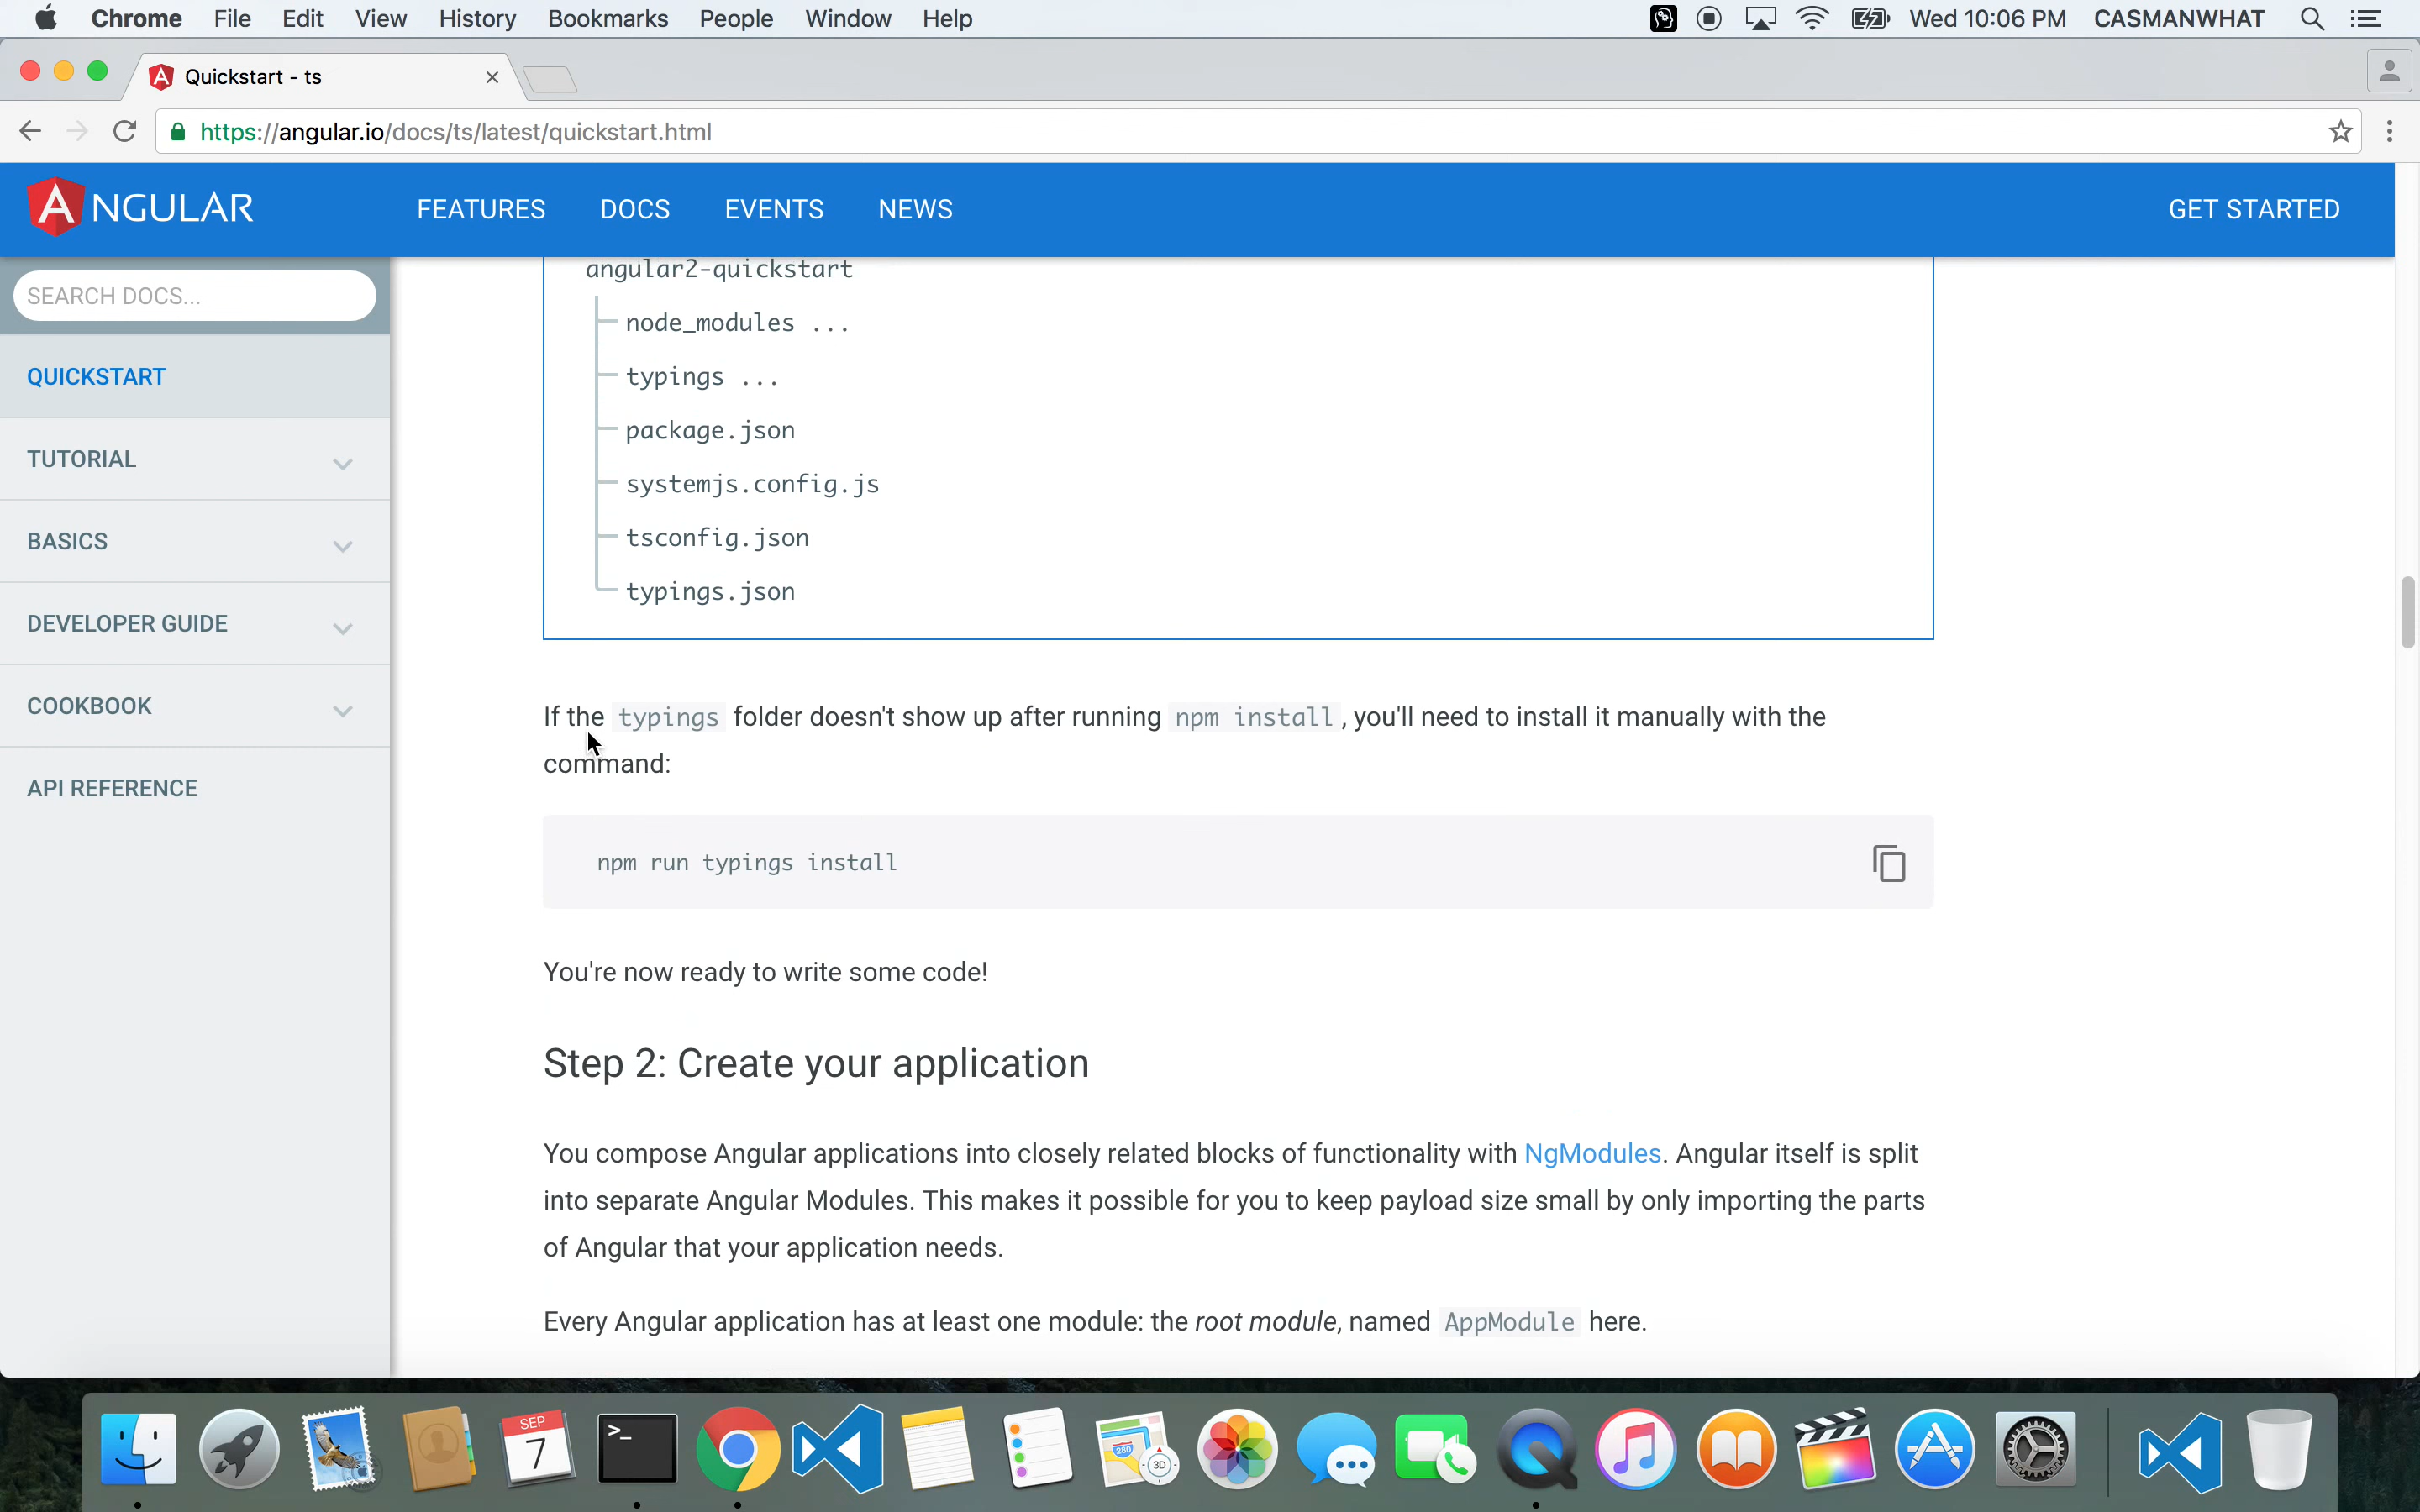 Chrome File Edit View History Bookmarks People Window Help Wed 10:06 PM CASMANWHAT
Quickstart - ts
https://angular.io/docs/ts/latest/quickstart.html
A NGULAR FEATURES DOCS EVENTS NEWS GET STARTED
SEARCH DOCS...
QUICKSTART
TUTORIAL
BASICS
DEVELOPER GUIDE
COOKBOOK
API REFERENCE
angular2-quickstart
node_modules ...
typings ...
package.json
systemjs.config.js
tsconfig.json
typings.json
If the typings folder doesn't show up after running npm install, you'll need to install it manually with the
command:
npm run typings install
You're now ready to write some code!
Step 2: Create your application
You compose Angular applications into closely related blocks of functionality with NgModules. Angular itself is split
into separate Angular Modules. This makes it possible for you to keep payload size small by only importing the parts
of Angular that your application needs.
Every Angular application has at least one module: the root module, named AppModule here.
SEP
7
>_
280
3D